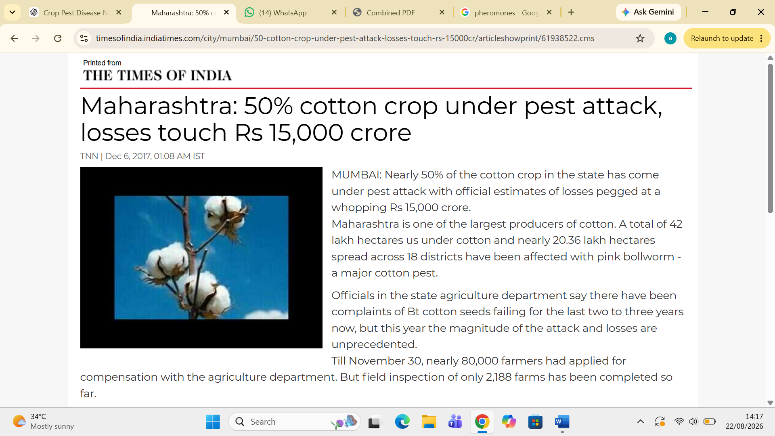 Crop Pest Disease N
Maharashtra: 50% c
(14) WhatsApp
Combined PDF
pheromones - Goog
Ask Gemini
timesofindia.indiatimes.com/city/mumbai/50-cotton-crop-under-pest-attack-losses-touch-rs-15000cr/articleshowprint/61938522.cms
e
Relaunch to update
Printed from
THE TIMES OF INDIA
Maharashtra: 50% cotton crop under pest attack,
losses touch Rs 15,000 crore
TNN | Dec 6, 2017, 01.08 AM IST
MUMBAI: Nearly 50% of the cotton crop in the state has come
under pest attack with official estimates of losses pegged at a
whopping Rs 15,000 crore.
Maharashtra is one of the largest producers of cotton. A total of 42
lakh hectares us under cotton and nearly 20.36 lakh hectares
spread across 18 districts have been affected with pink bollworm -
a major cotton pest.
Officials in the state agriculture department say there have been
complaints of Bt cotton seeds failing for the last two to three years
now, but this year the magnitude of the attack and losses are
unprecedented.
Till November 30, nearly 80,000 farmers had applied for
compensation with the agriculture department. But field inspection of only 2,188 farms has been completed so
far.
34°C
Mostly sunny
Search
14:17
22/08/2026